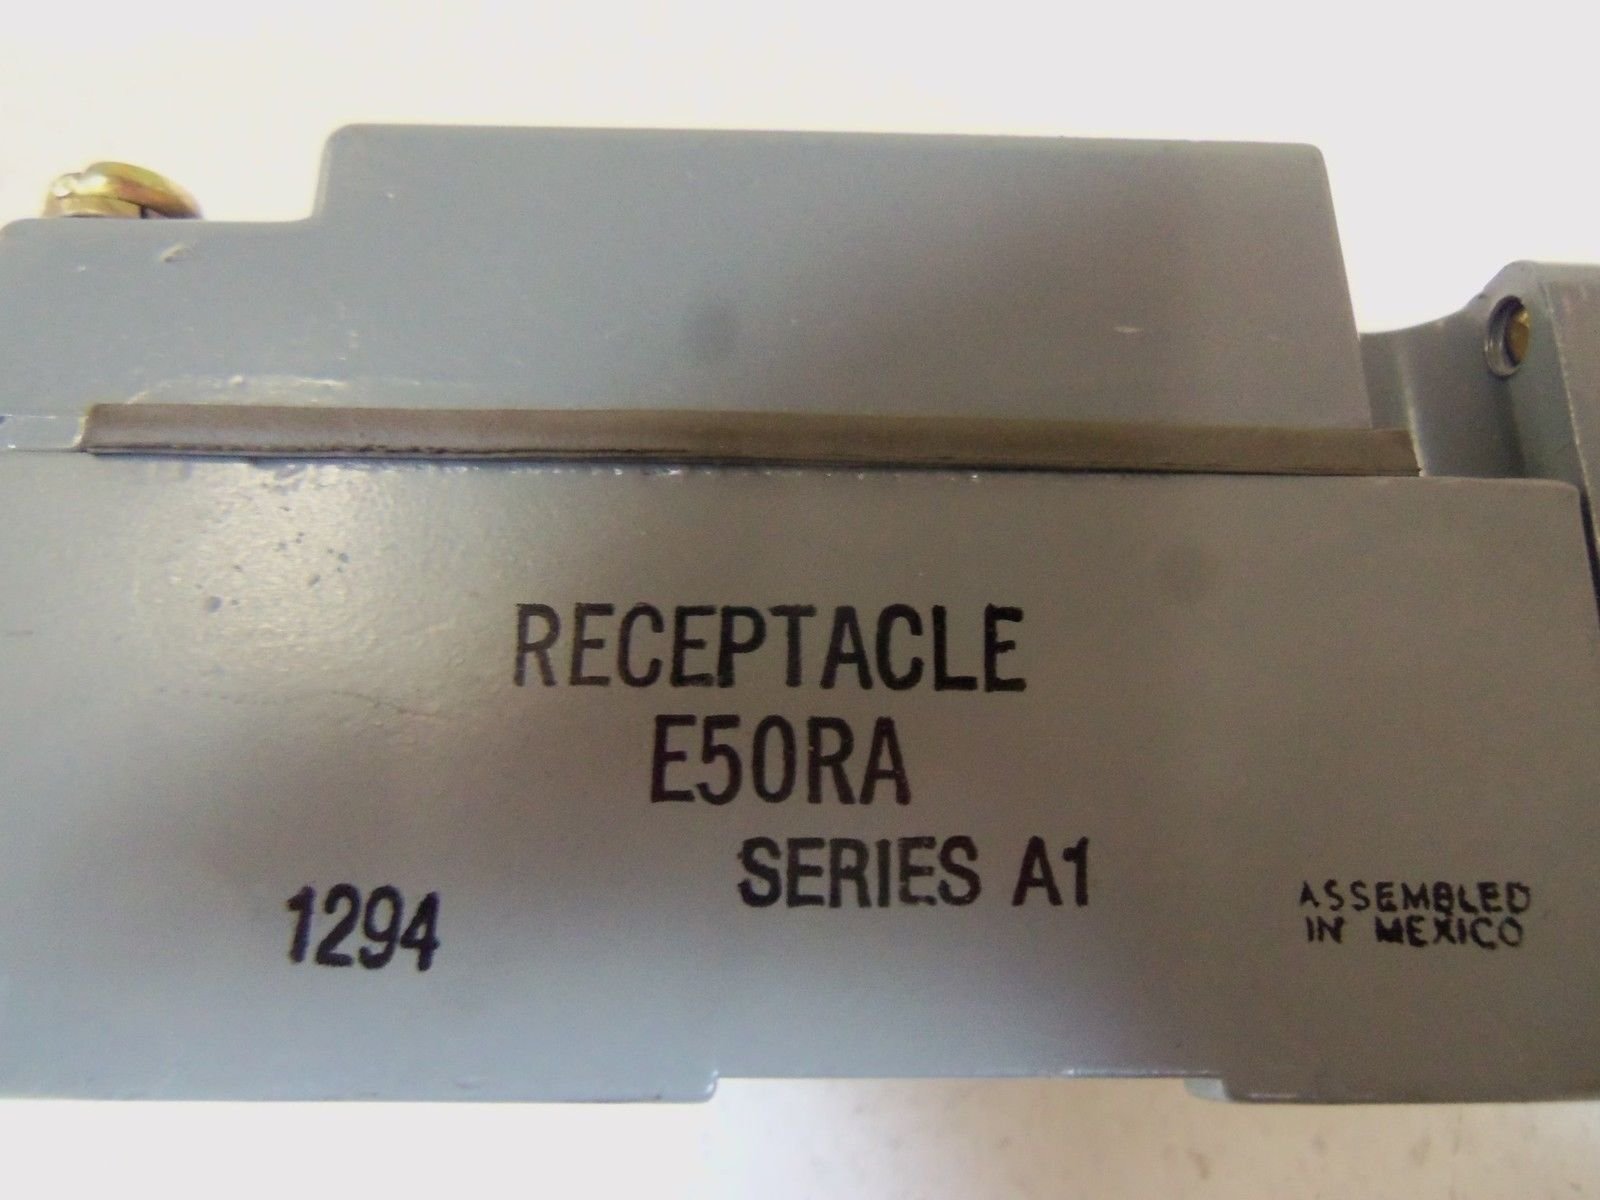 RECEPTACLE
E50RA
SERIES A1
1294
ASSEMBLED
IN MEXICO